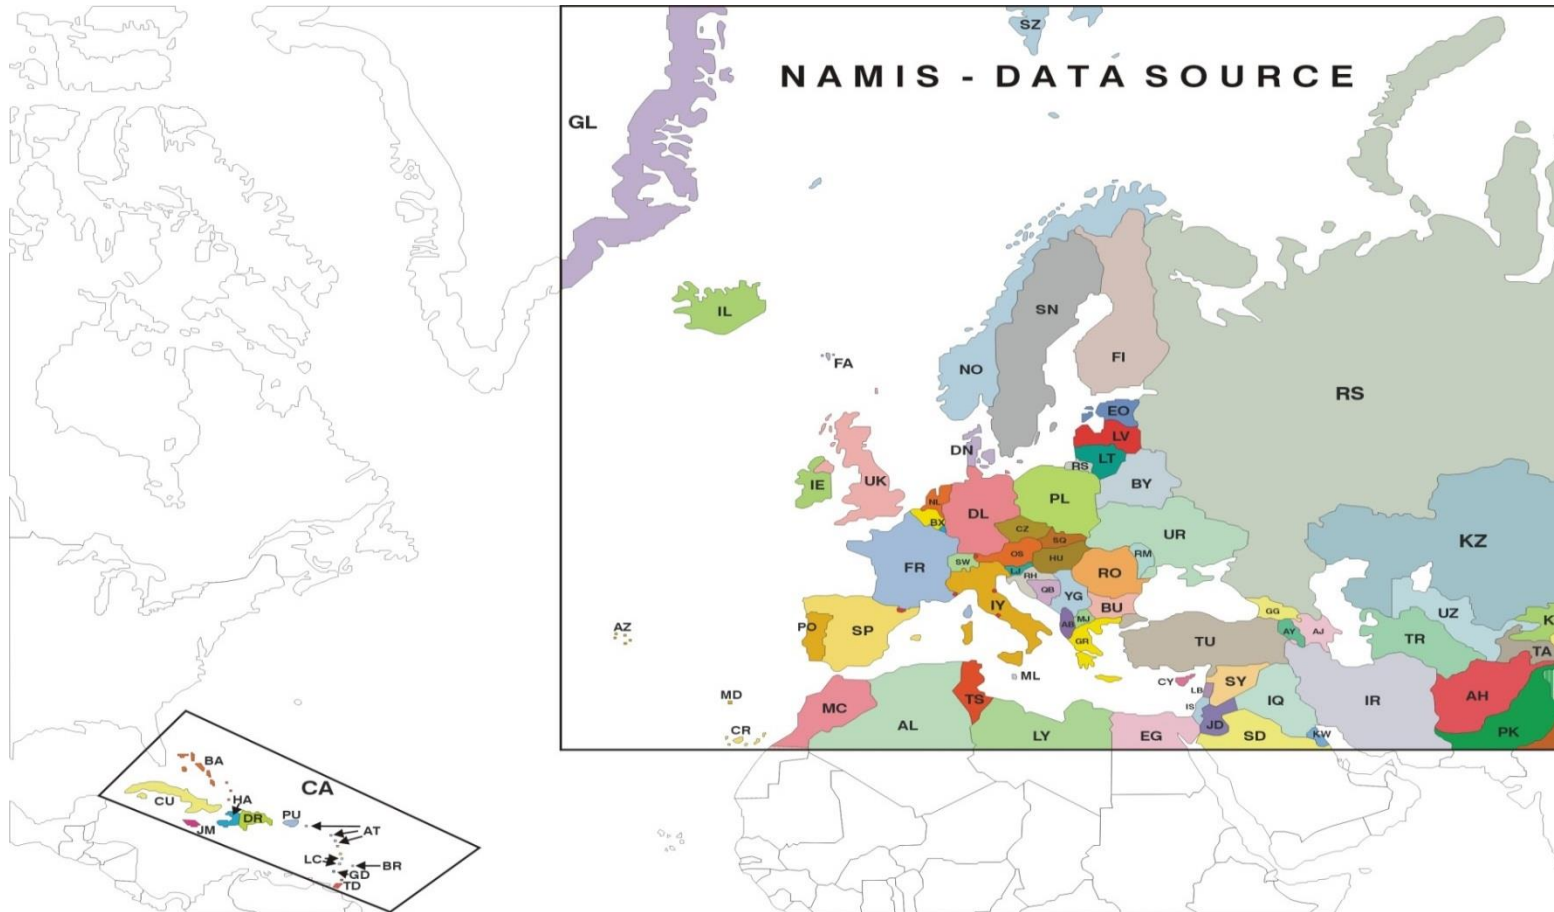 SZ
NAMIS - DATA SOURCE
GL
IL
SN
FA
NO
FI
RS
EO
LV
DN
LT
RS
IE
UK
BY
NL
DL
PL
BX
CZ
UR
SQ
KZ
FR
SW
OS
HU
RM
LJ
RH
RO
QB
YG
IY
BU
GG
UZ
K
AZ
PO
SP
AB
MJ
GR
TU
AY
AJ
TR
TA
ML
CY
LB
SY
MD
MC
TS
IS
IQ
IR
AH
CR
AL
LY
EG
JD
SD
KW
PK
BA
CA
CU
HA
DR
PU
JM
AT
LC
BR
GD
TD